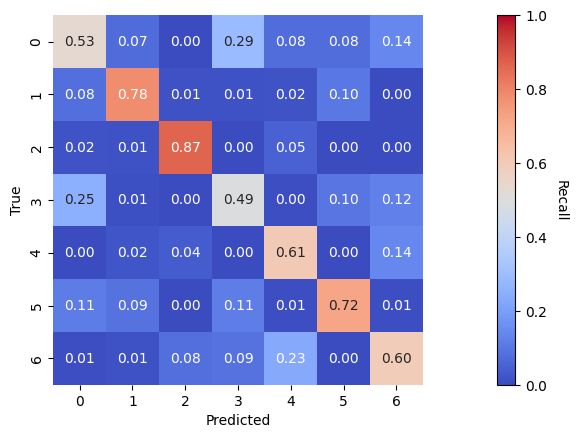 1.0
0 0.53 0.07 0.00 0.29 0.08 0.08 0.14
1 0.08 0.78 0.01 0.01 0.02 0.10 0.00
0.8
2 0.02 0.01 0.87 0.00 0.05 0.00 0.00
0.6
True 3 0.25 0.01 0.00 0.49 0.00 0.10 0.12 Recall
0.4
4 0.00 0.02 0.04 0.00 0.61 0.00 0.14
5 0.11 0.09 0.00 0.11 0.01 0.72 0.01
0.2
6 0.01 0.01 0.08 0.09 0.23 0.00 0.60
0.0
0 1 2 3 4 5 6
Predicted